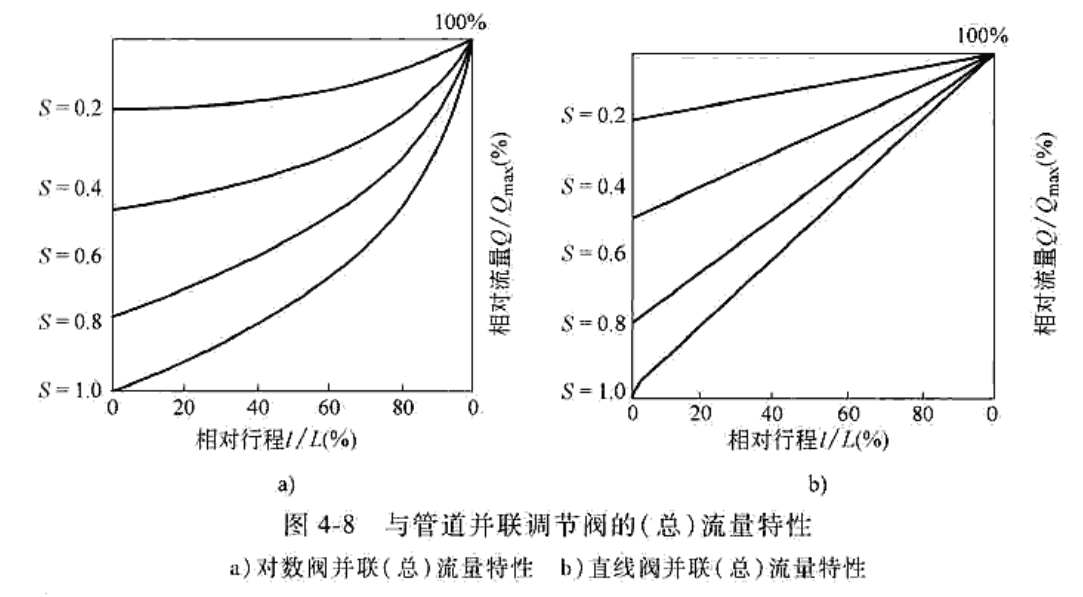 100%
S=0.2
S=0.4
S=0.6
S=0.8
S=1.0
0 20 40 60 80 0
相对行程l/L(%)
相对流量Q/Qmax(%)
a)
100%
S=0.2
S=0.4
S=0.6
S=0.8
S=1.0
0 20 40 60 80 0
相对行程l/L(%)
相对流量Q/Qmax(%)
b)
图 4-8 与管道并联调节阀的(总)流量特性
a)对数阀并联(总)流量特性 b)直线阀并联(总)流量特性